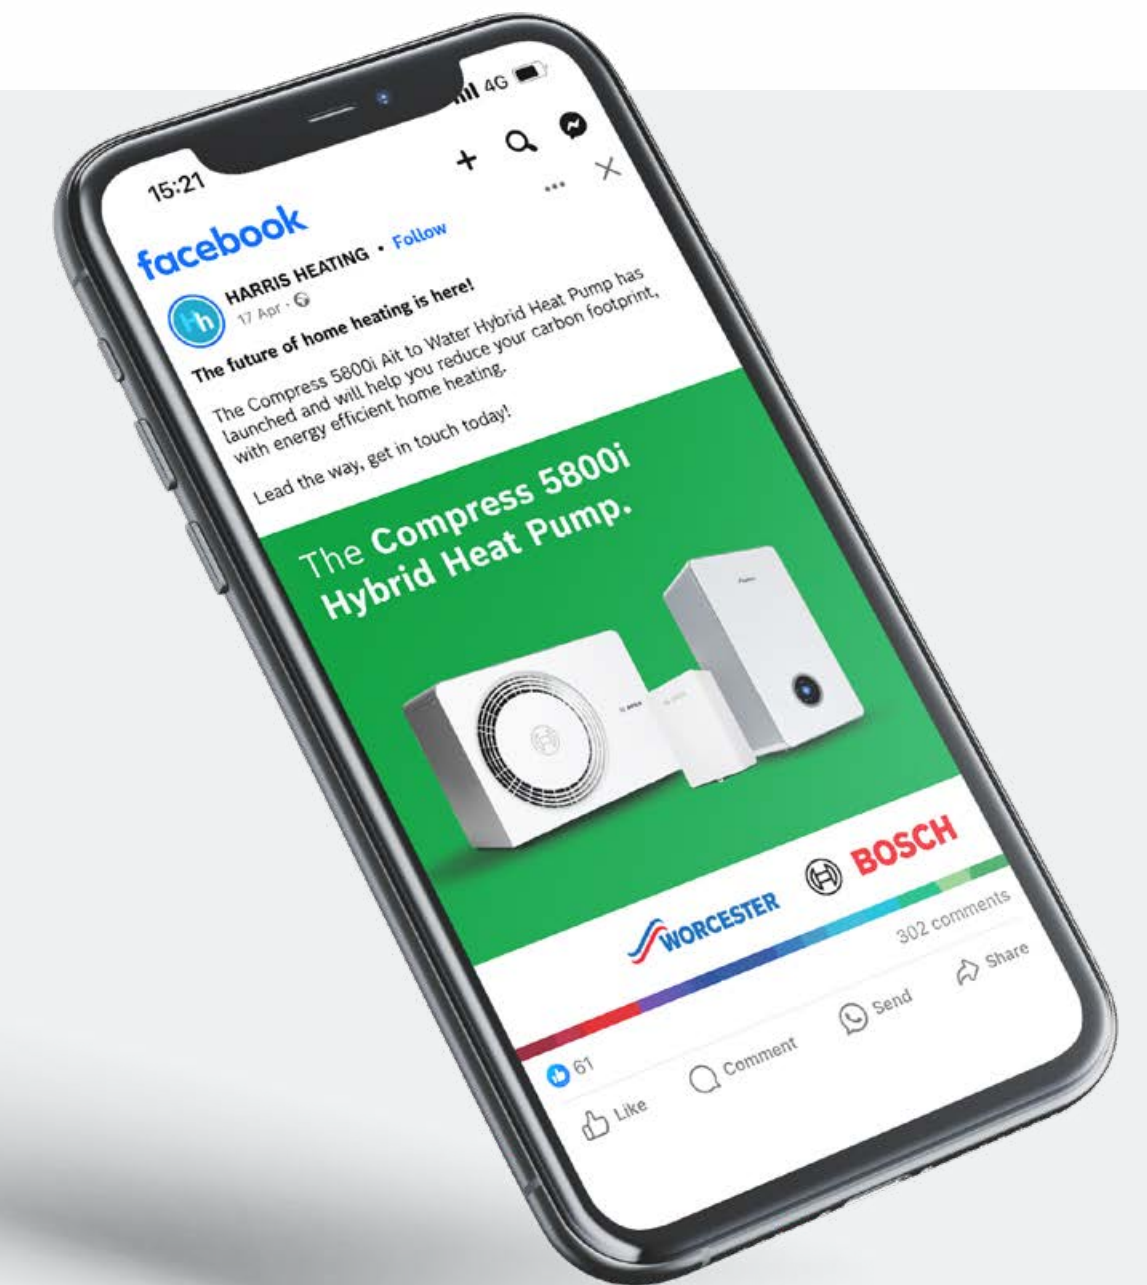 15:21
4G
facebook
Hh
HARRIS HEATING • Follow
17 Apr ·
The future of home heating is here!
The Compress 5800i Ait to Water Hybrid Heat Pump has
launched and will help you reduce your carbon footprint,
with energy efficient home heating.
Lead the way, get in touch today!
The Compress 5800i
Hybrid Heat Pump.
WORCESTER
BOSCH
61
302 comments
Like
Comment
Send
Share